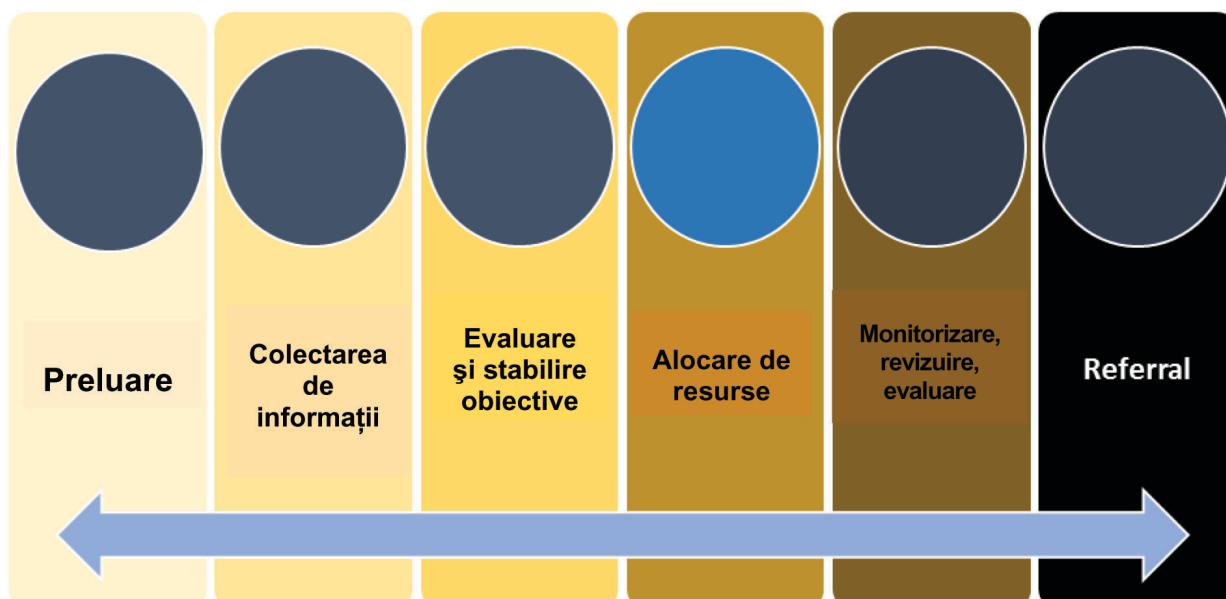 Preluare
Colectarea
de
informații
Evaluare
şi stabilire
obiective
Alocare de
resurse
Monitorizare,
revizuire,
evaluare
Referral